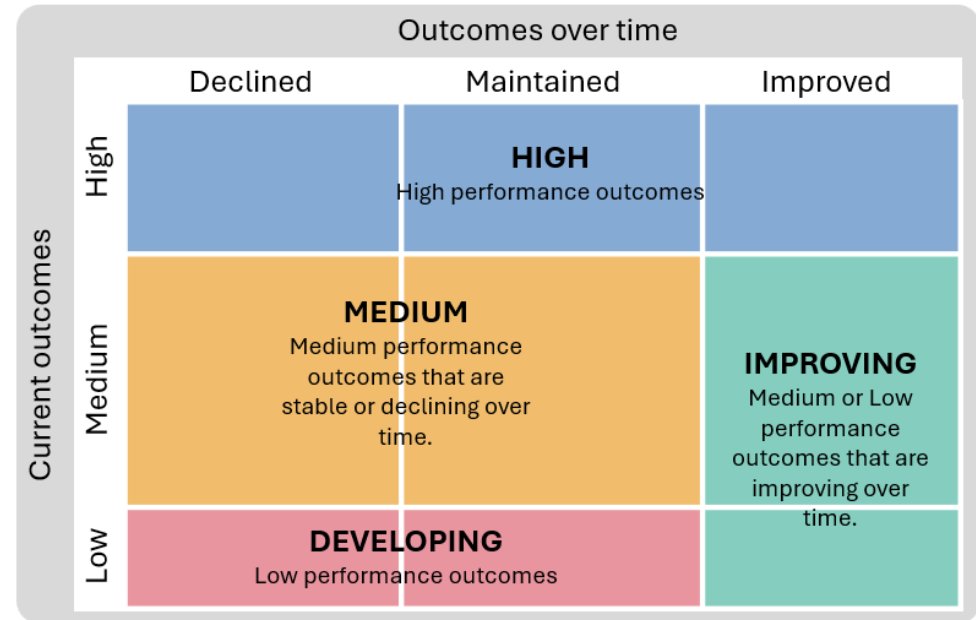 Outcomes over time
Declined
Maintained
Improved
Current outcomes
High
HIGH
High performance outcomes
Medium
MEDIUM
Medium performance
outcomes that are
stable or declining over
time.
IMPROVING
Medium or Low
performance
outcomes that are
improving over
time.
Low
DEVELOPING
Low performance outcomes